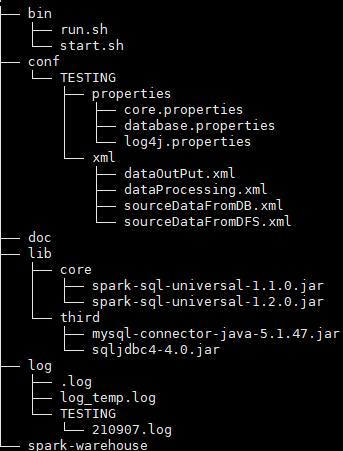 bin
run.sh
start.sh
conf
TESTING
properties
core.properties
database.properties
log4j.properties
xml
dataOutPut.xml
dataProcessing.xml
sourceDataFromDB.xml
sourceDataFromDFS.xml
doc
lib
core
spark-sql-universal-1.1.0.jar
spark-sql-universal-1.2.0.jar
third
mysql-connector-java-5.1.47.jar
sqljdbc4-4.0.jar
log
.log
log_temp.log
TESTING
210907.log
spark-warehouse